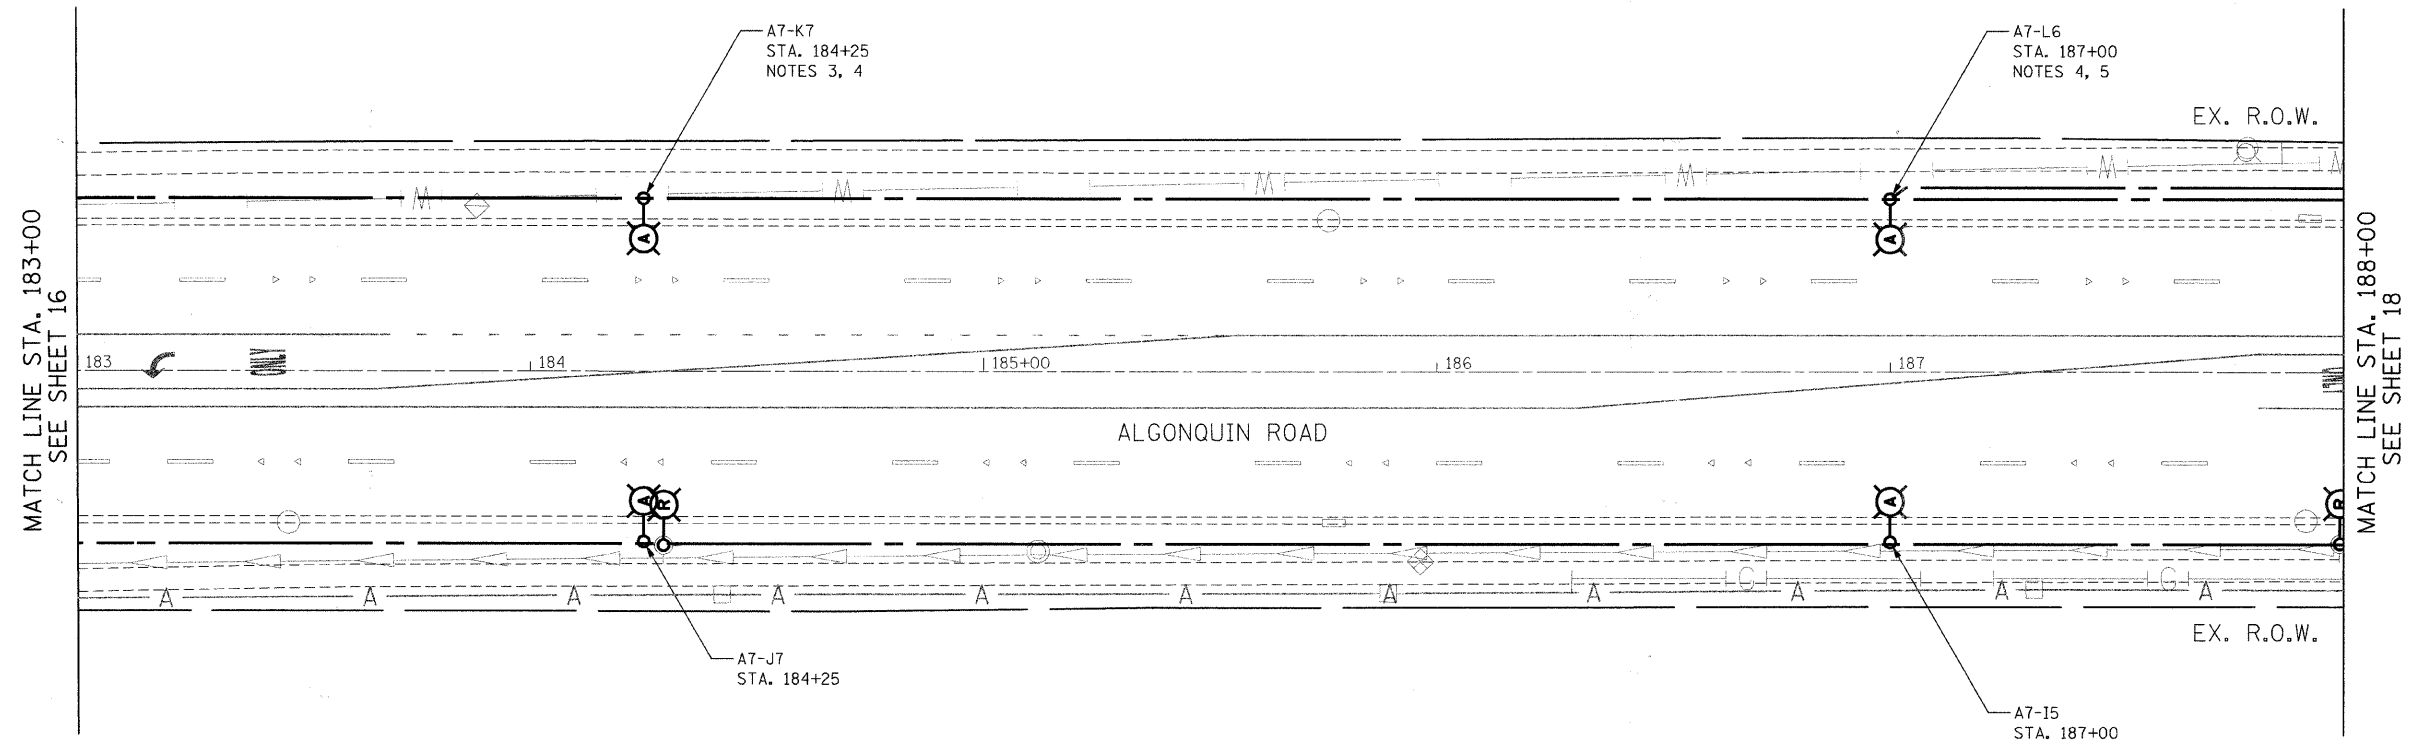 A7-K7
STA. 184+25
NOTES 3, 4
A7-L6
STA. 187+00
NOTES 4, 5
EX. R.O.W.
M M M M M M
A A
MATCH LINE STA. 183+00
SEE SHEET 16
MATCH LINE STA. 188+00
SEE SHEET 18
183 184 185+00 186 187
ALGONQUIN ROAD
A R A R
G G
A A A A A A A A A A A
EX. R.O.W.
A7-J7
STA. 184+25
A7-I5
STA. 187+00